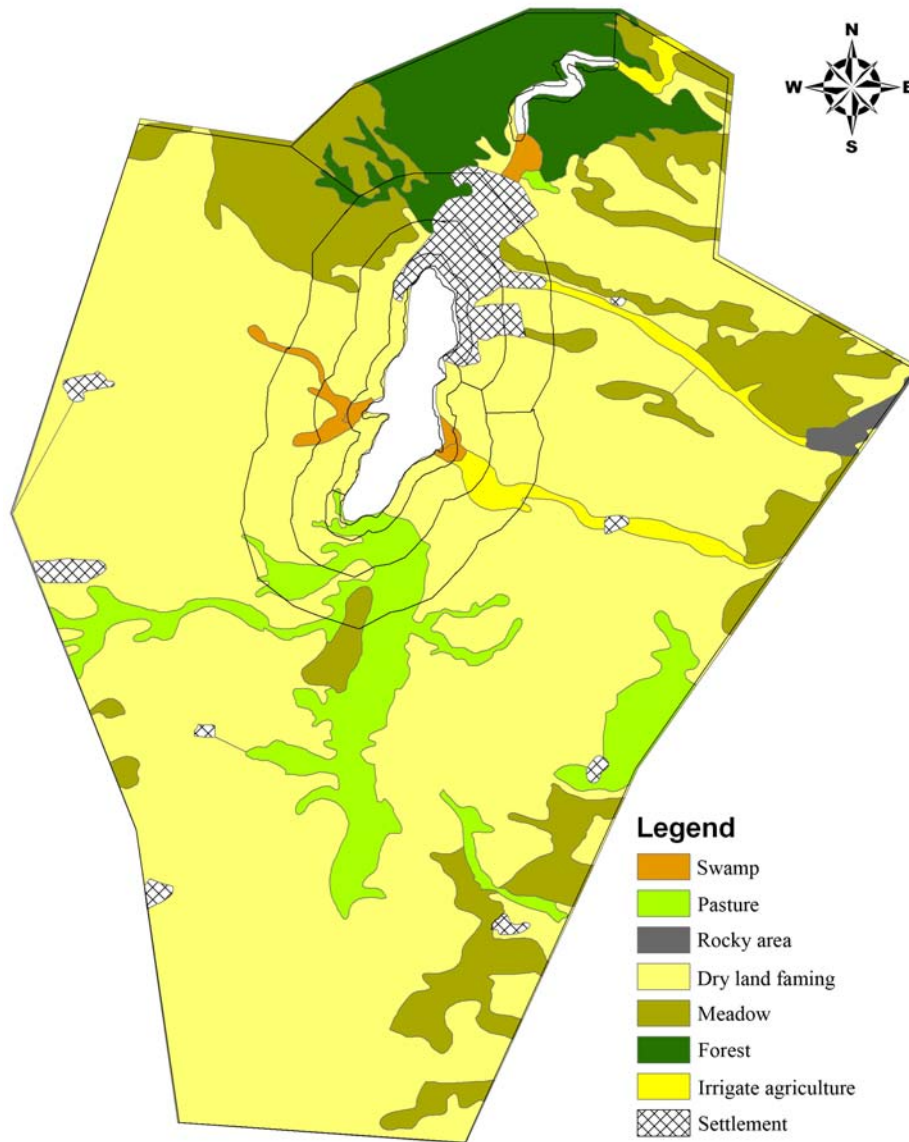 N
W E
S
Legend
Swamp
Pasture
Rocky area
Dry land faming
Meadow
Forest
Irrigate agriculture
Settlement